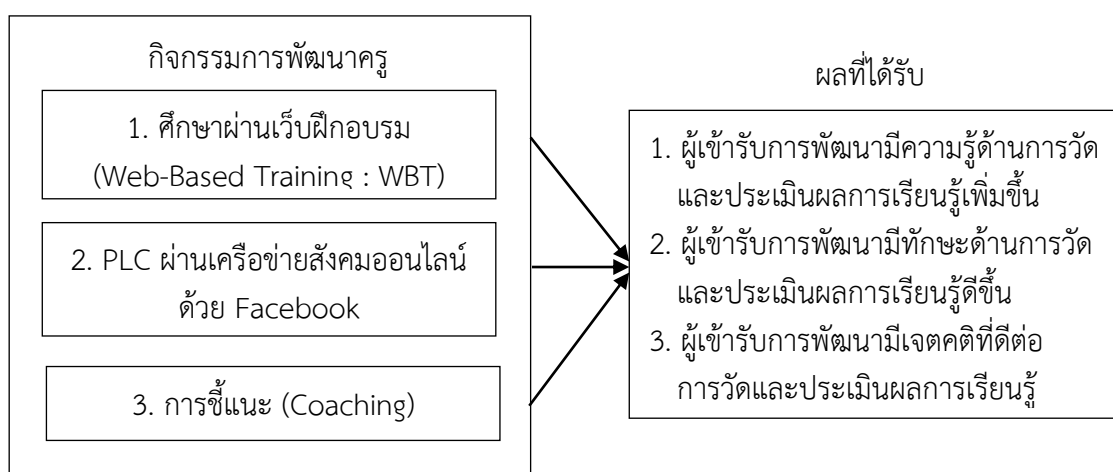 กิจกรรมการพัฒนาครู
1. ศึกษาผ่านเว็บฝึกอบรม
(Web-Based Training : WBT)
2. PLC ผ่านเครือข่ายสังคมออนไลน์
ด้วย Facebook
3. การชี้แนะ (Coaching)
ผลที่ได้รับ
1. ผู้เข้ารับการพัฒนามีความรู้ด้านการวัด
และประเมินผลการเรียนรู้เพิ่มขึ้น
2. ผู้เข้ารับการพัฒนามีทักษะด้านการวัด
และประเมินผลการเรียนรู้ดีขึ้น
3. ผู้เข้ารับการพัฒนามีเจตคติที่ดีต่อ
การวัดและประเมินผลการเรียนรู้